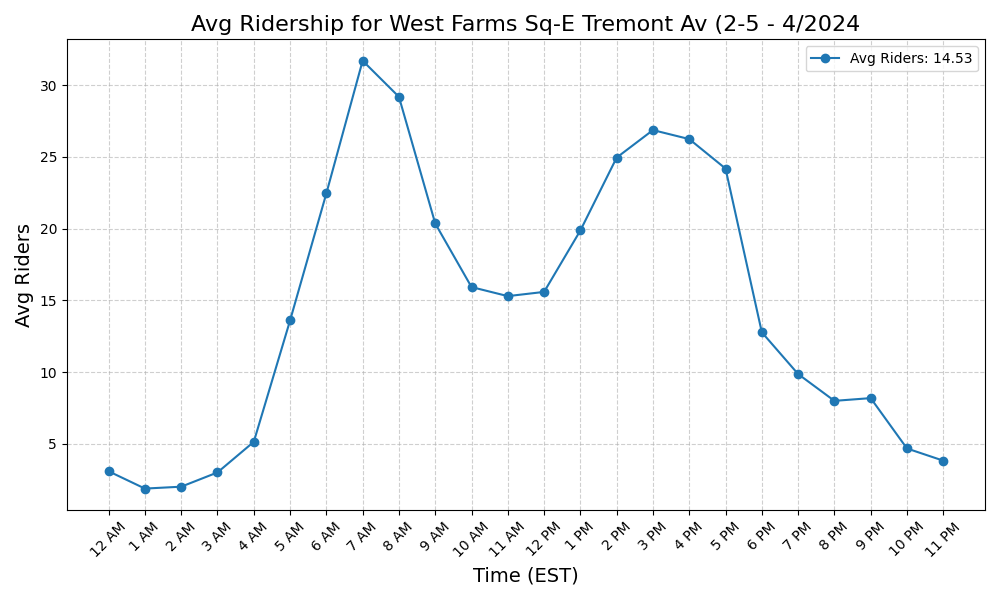 Avg Ridership for West Farms Sq-E Tremont Av (2-5 - 4/2024
Avg Riders: 14.53
Avg Riders
30
25
20
15
10
5
12 AM 1 AM 2 AM 3 AM 4 AM 5 AM 6 AM 7 AM 8 AM 9 AM 10 AM 11 AM 12 PM 1 PM 2 PM 3 PM 4 PM 5 PM 6 PM 7 PM 8 PM 9 PM 10 PM 11 PM
Time (EST)